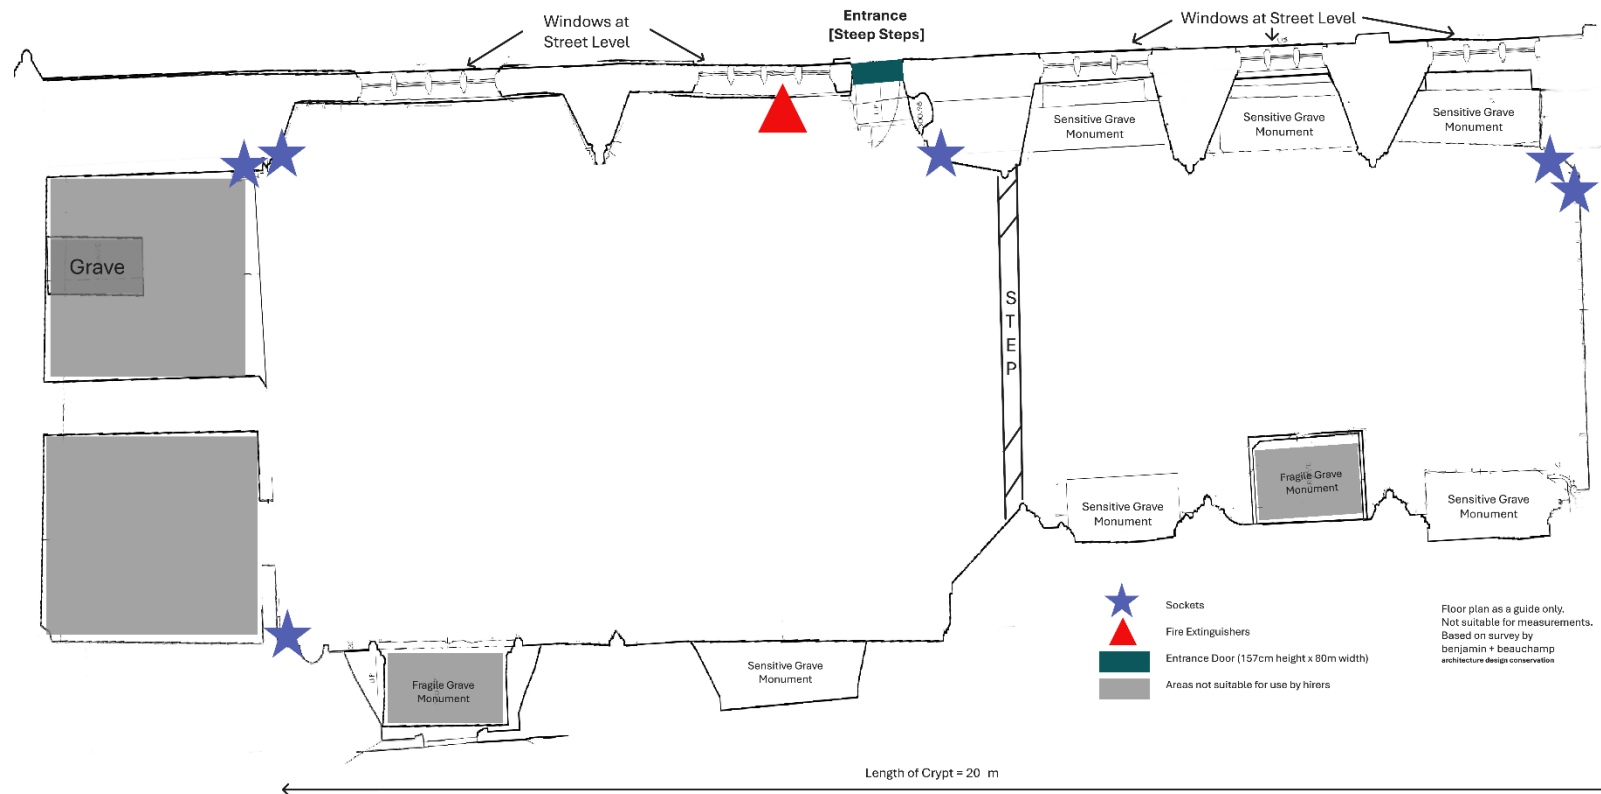 Windows at
Street Level
Entrance
[Steep Steps]
Windows at Street Level
Sensitive Grave
Monument
Sensitive Grave
Monument
Sensitive Grave
Monument
Grave
STEP
Fragile Grave
Monument
Sensitive Grave
Monument
Sensitive Grave
Monument
Fragile Grave
Monument
Sensitive Grave
Monument
Sockets
Fire Extinguishers
Entrance Door (157cm height x 80m width)
Areas not suitable for use by hirers
Floor plan as a guide only.
Not suitable for measurements.
Based on survey by
benjamin + beauchamp
architecture design conservation
Length of Crypt = 20 m